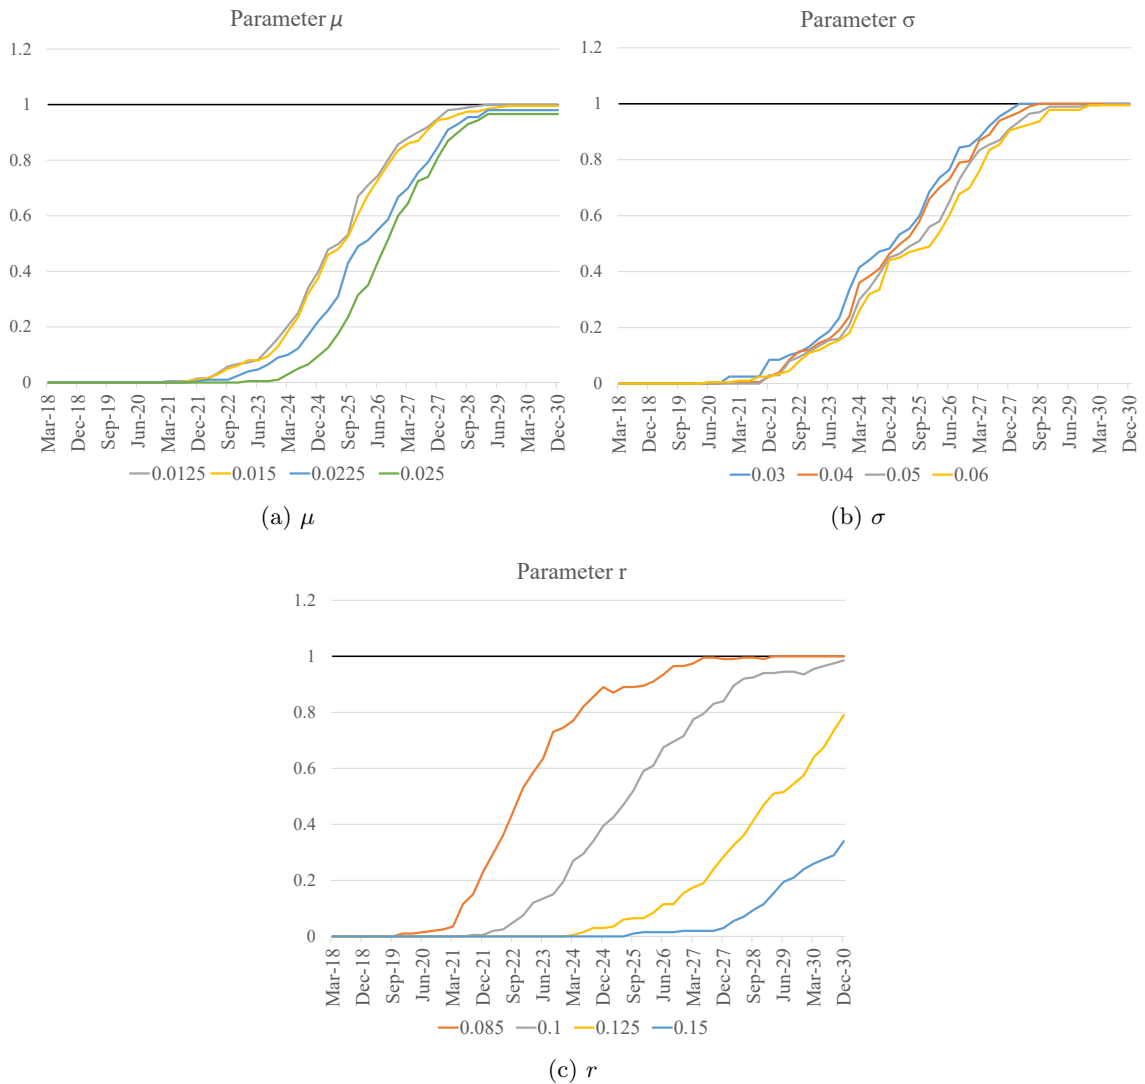 Parameter μ
1.2
1
0.8
0.6
0.4
0.2
0
Mar-18 Dec-18 Sep-19 Jun-20 Mar-21 Dec-21 Sep-22 Jun-23 Mar-24 Dec-24 Sep-25 Jun-26 Mar-27 Dec-27 Sep-28 Jun-29 Mar-30 Dec-30
0.0125 0.015 0.0225 0.025
(a) μ
Parameter σ
1.2
1
0.8
0.6
0.4
0.2
0
Mar-18 Dec-18 Sep-19 Jun-20 Mar-21 Dec-21 Sep-22 Jun-23 Mar-24 Dec-24 Sep-25 Jun-26 Mar-27 Dec-27 Sep-28 Jun-29 Mar-30 Dec-30
0.03 0.04 0.05 0.06
(b) σ
Parameter r
1.2
1
0.8
0.6
0.4
0.2
0
Mar-18 Dec-18 Sep-19 Jun-20 Mar-21 Dec-21 Sep-22 Jun-23 Mar-24 Dec-24 Sep-25 Jun-26 Mar-27 Dec-27 Sep-28 Jun-29 Mar-30 Dec-30
0.085 0.1 0.125 0.15
(c) r